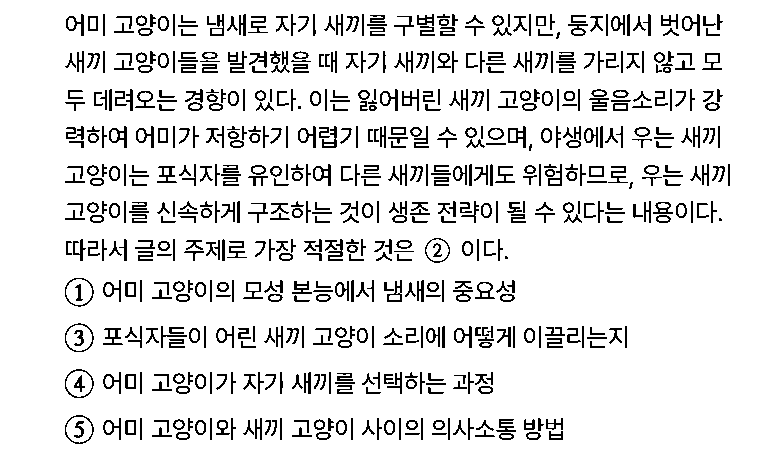 어미 고양이는 냄새로 자기 새끼를 구별할 수 있지만, 둥지에서 벗어난
새끼 고양이들을 발견했을 때 자기 새끼와 다른 새끼를 가리지 않고 모
두 데려오는 경향이 있다. 이는 잃어버린 새끼 고양이의 울음소리가 강
력하여 어미가 저항하기 어렵기 때문일 수 있으며, 야생에서 우는 새끼
고양이는 포식자를 유인하여 다른 새끼들에게도 위험하므로, 우는 새끼
고양이를 신속하게 구조하는 것이 생존 전략이 될 수 있다는 내용이다.
따라서 글의 주제로 가장 적절한 것은 ② 이다.
① 어미 고양이의 모성 본능에서 냄새의 중요성
③ 포식자들이 어린 새끼 고양이 소리에 어떻게 이끌리는지
④ 어미 고양이가 자기 새끼를 선택하는 과정
⑤ 어미 고양이와 새끼 고양이 사이의 의사소통 방법